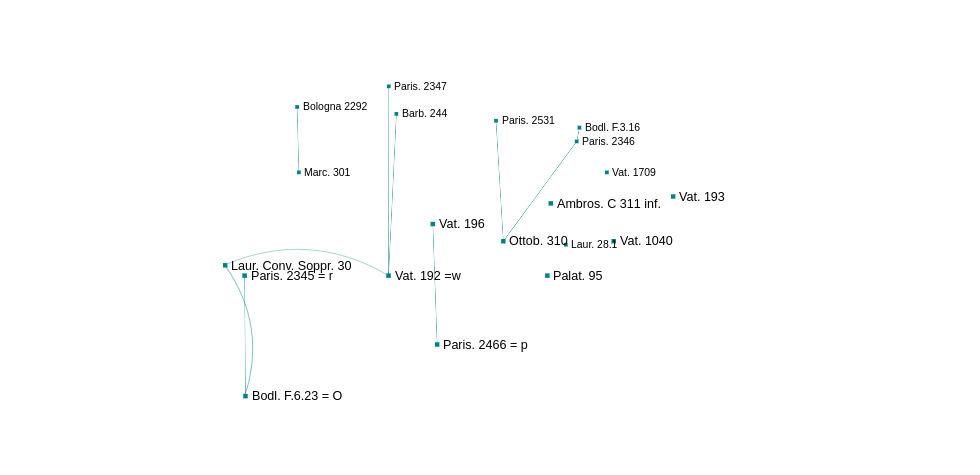 Paris. 2347
Bologna 2292
Barb. 244
Paris. 2531
Bodl. F.3.16
Paris. 2346
Marc. 301
Vat. 1709
Vat. 193
Ambros. C 311 inf.
Vat. 196
Ottob. 310
Laur. 28.1
Vat. 1040
Laur. Conv. Soppr. 30
Paris. 2345 = r
Vat. 192 =w
Palat. 95
Paris. 2466 = p
Bodl. F.6.23 = O